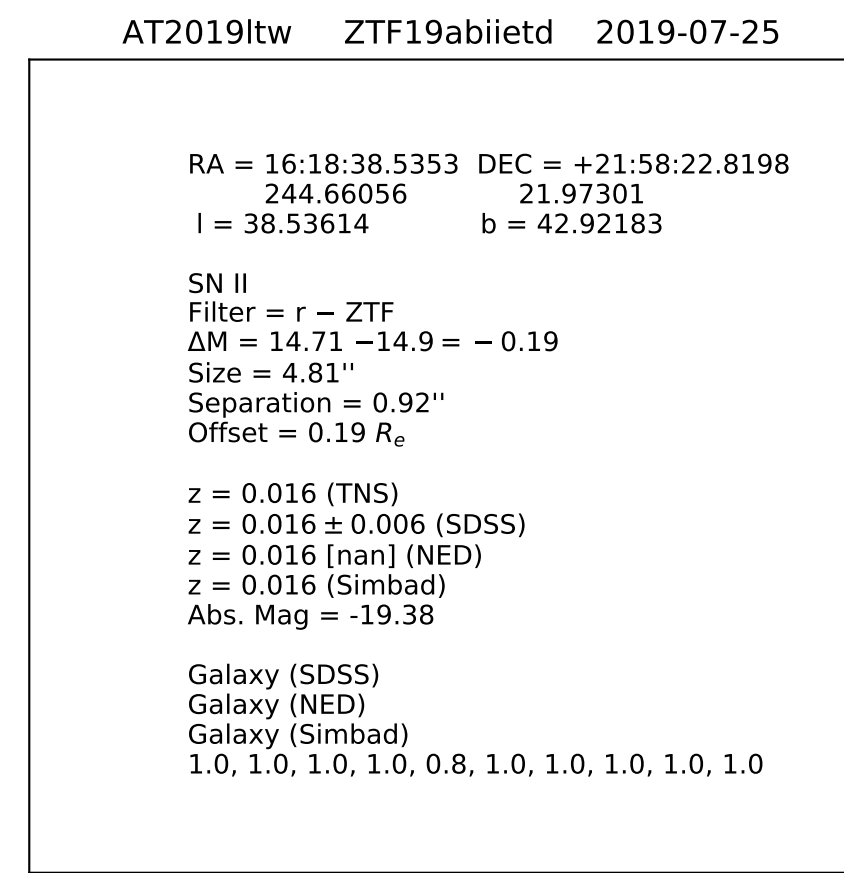 AT2019ltw ZTF19abiietd 2019-07-25
RA = 16:18:38.5353 DEC = +21:58:22.8198
244.66056 21.97301
l = 38.53614 b = 42.92183
SN II
Filter = r − ZTF
ΔM = 14.71 −14.9 = − 0.19
Size = 4.81''
Separation = 0.92''
Offset = 0.19 Re
z = 0.016 (TNS)
z = 0.016 ± 0.006 (SDSS)
z = 0.016 [nan] (NED)
z = 0.016 (Simbad)
Abs. Mag = -19.38
Galaxy (SDSS)
Galaxy (NED)
Galaxy (Simbad)
1.0, 1.0, 1.0, 1.0, 0.8, 1.0, 1.0, 1.0, 1.0, 1.0